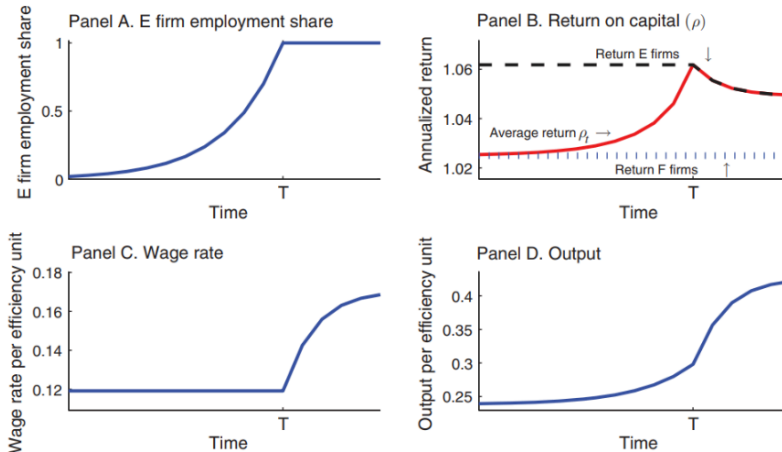 Panel A. E firm employment share
E firm employment share
1
0.5
0
T
Time
Panel B. Return on capital (ρ)
Annualized return
1.06
1.04
1.02
Return E firms ↓
Average return ρt →
Return F firms ↑
T
Time
Panel C. Wage rate
Wage rate per efficiency unit
0.18
0.16
0.14
0.12
T
Time
Panel D. Output
Output per efficiency unit
0.4
0.35
0.3
0.25
T
Time